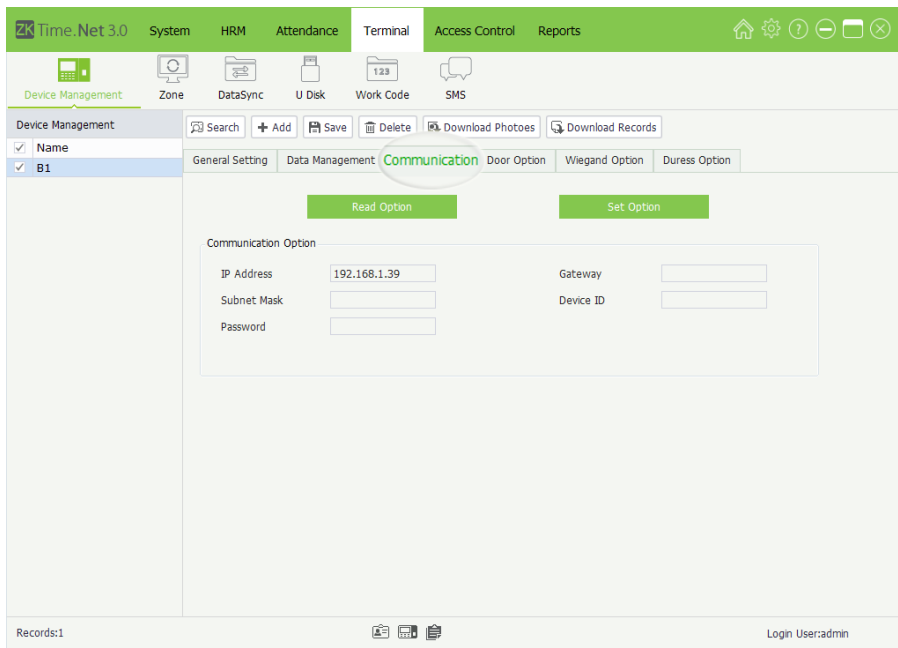 ZK Time.Net 3.0 System HRM Attendance Terminal Access Control Reports
123
Device Management Zone DataSync U Disk Work Code SMS
Device Management Search Add Save Delete Download Photoes Download Records
Name
B1
General Setting Data Management Communication Door Option Wiegand Option Duress Option
Read Option Set Option
Communication Option
IP Address 192.168.1.39 Gateway
Subnet Mask Device ID
Password
Records:1 Login User:admin